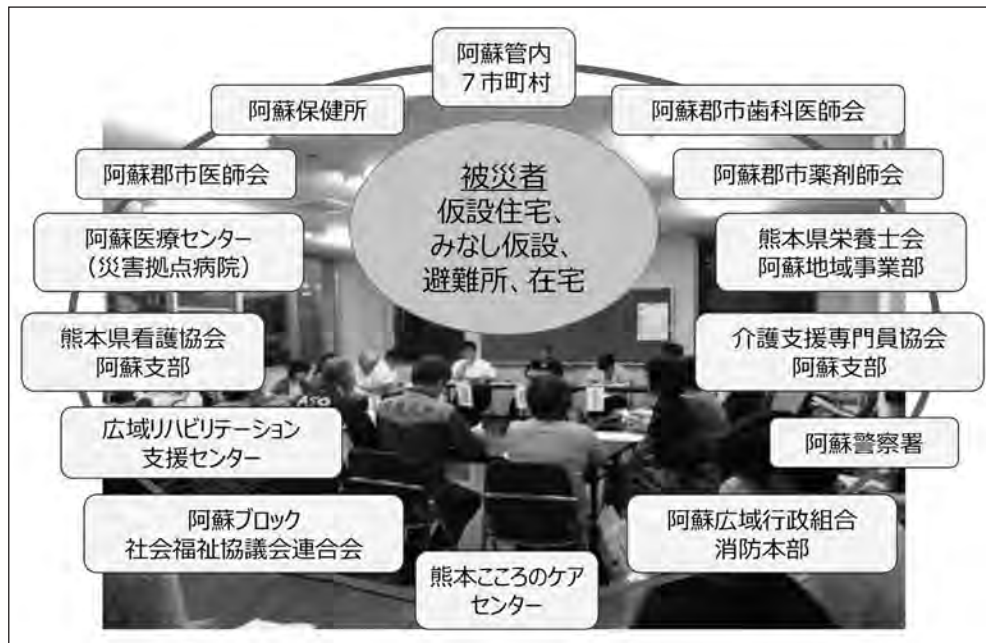 阿蘇管内
7市町村
阿蘇保健所
阿蘇郡市歯科医師会
阿蘇郡市医師会
阿蘇郡市薬剤師会
被災者
仮設住宅、
みなし仮設、
避難所、在宅
阿蘇医療センター
（災害拠点病院）
熊本県栄養士会
阿蘇地域事業部
熊本県看護協会
阿蘇支部
介護支援専門員協会
阿蘇支部
ASO
広域リハビリテーション
支援センター
阿蘇警察署
阿蘇ブロック
社会福祉協議会連合会
阿蘇広域行政組合
消防本部
熊本こころのケア
センター